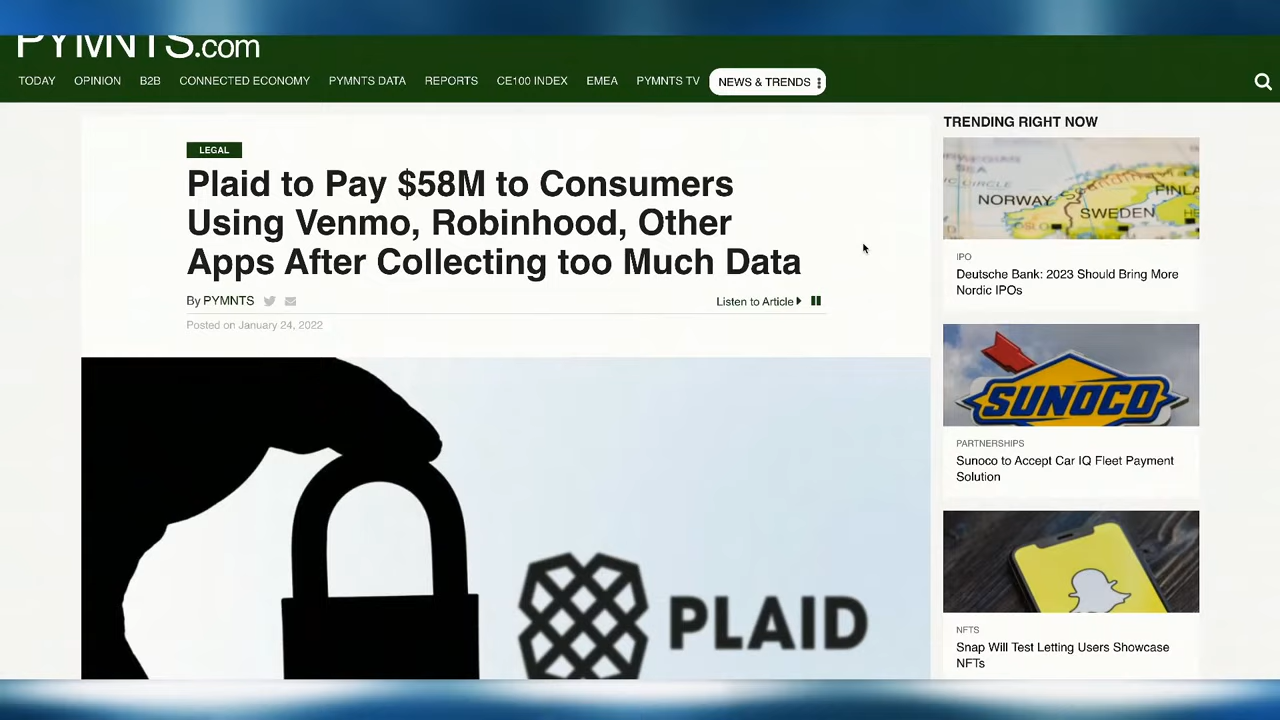 PYMNTS.com
TODAY OPINION B2B CONNECTED ECONOMY PYMNTS DATA REPORTS CE100 INDEX EMEA PYMNTS TV NEWS & TRENDS
LEGAL
Plaid to Pay $58M to Consumers
Using Venmo, Robinhood, Other
Apps After Collecting too Much Data
By PYMNTS
Listen to Article
Posted on January 24, 2022
PLAID
TRENDING RIGHT NOW
NORWAY
SWEDEN
OSLO
IPO
Deutsche Bank: 2023 Should Bring More
Nordic IPOs
SUNOCO
PARTNERSHIPS
Sunoco to Accept Car IQ Fleet Payment
Solution
NFTS
Snap Will Test Letting Users Showcase
NFTs